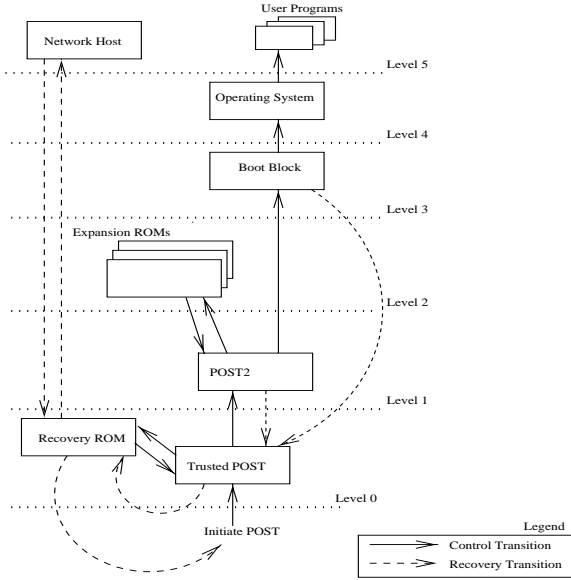 User Programs
Network Host
Level 5
Operating System
Level 4
Boot Block
Level 3
Expansion ROMs
Level 2
POST2
Level 1
Recovery ROM
Trusted POST
Level 0
Initiate POST
Legend
Control Transition
Recovery Transition